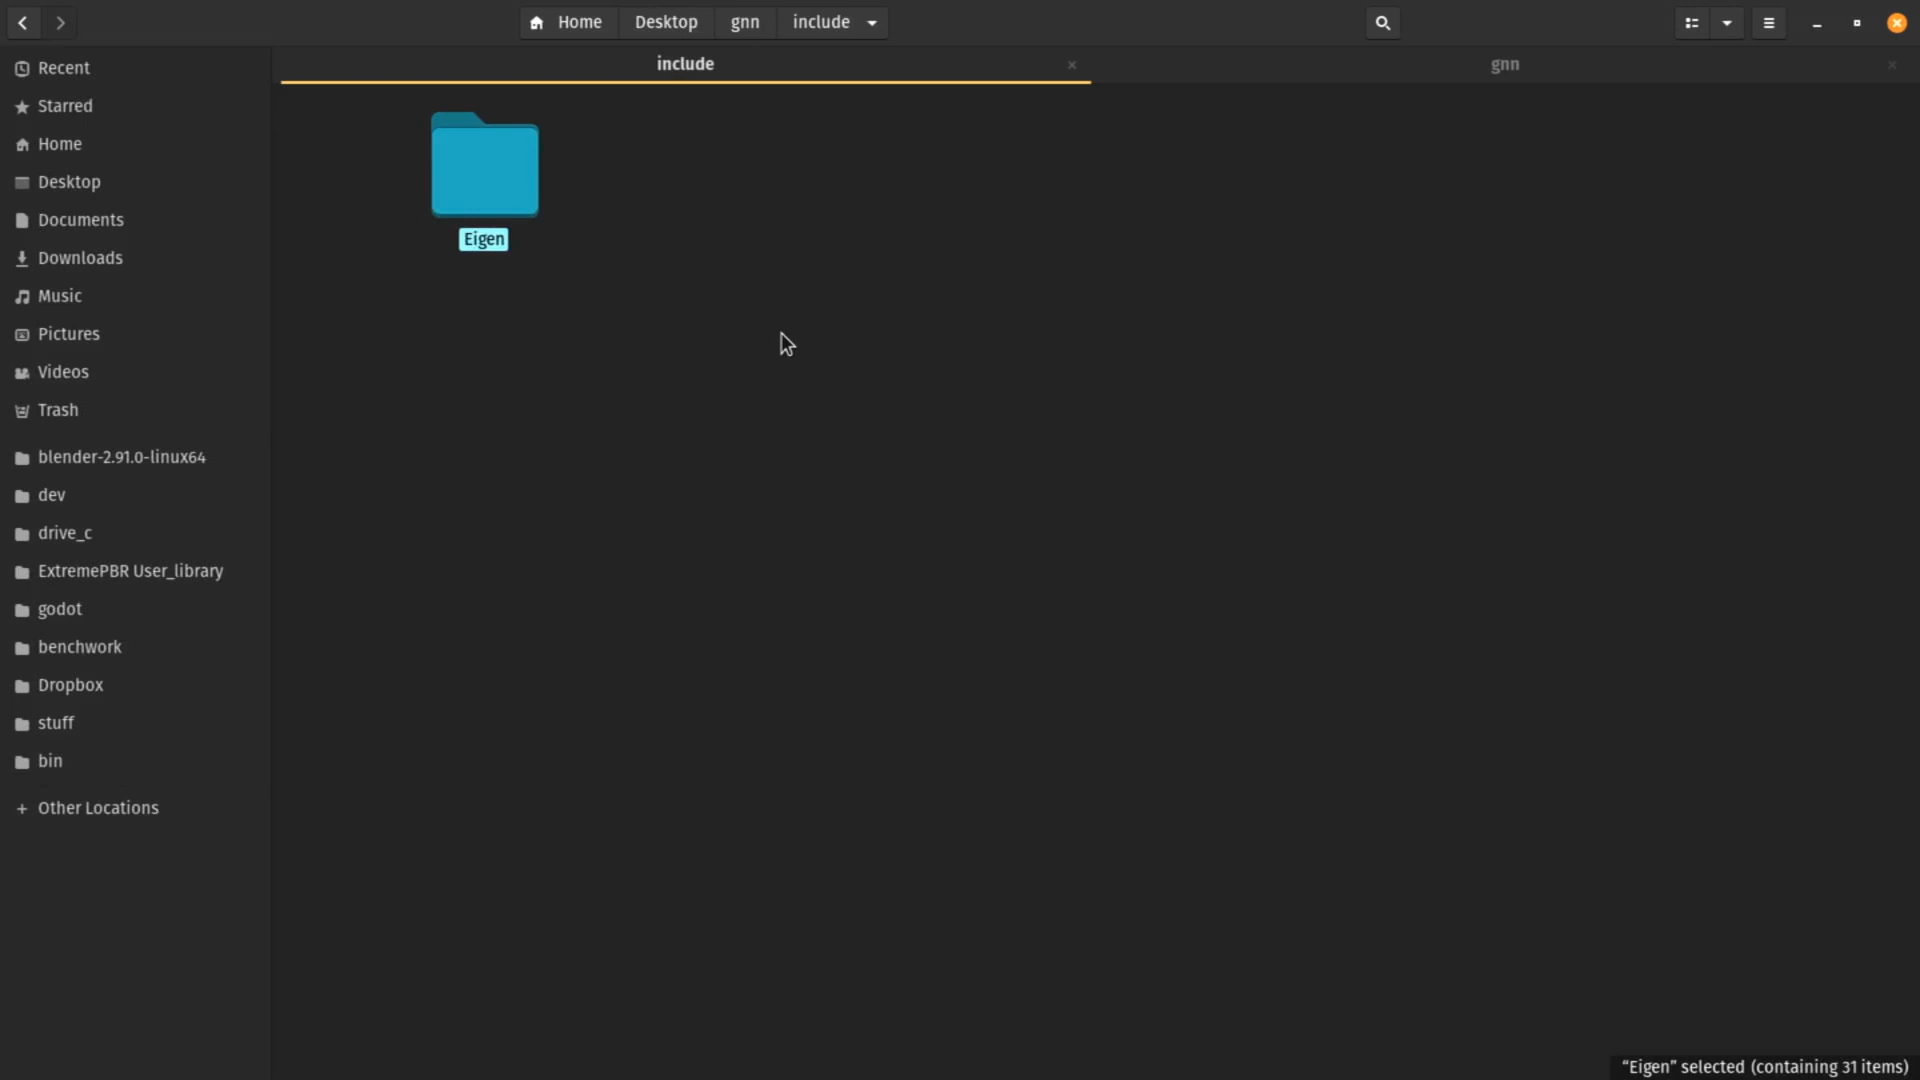 Home Desktop gnn include
include gnn
Recent
Starred
Home
Desktop
Documents
Downloads
Music
Pictures
Videos
Trash
blender-2.91.0-linux64
dev
drive_c
ExtremePBR User_library
godot
benchwork
Dropbox
stuff
bin
Other Locations
Eigen
“Eigen” selected (containing 31 items)